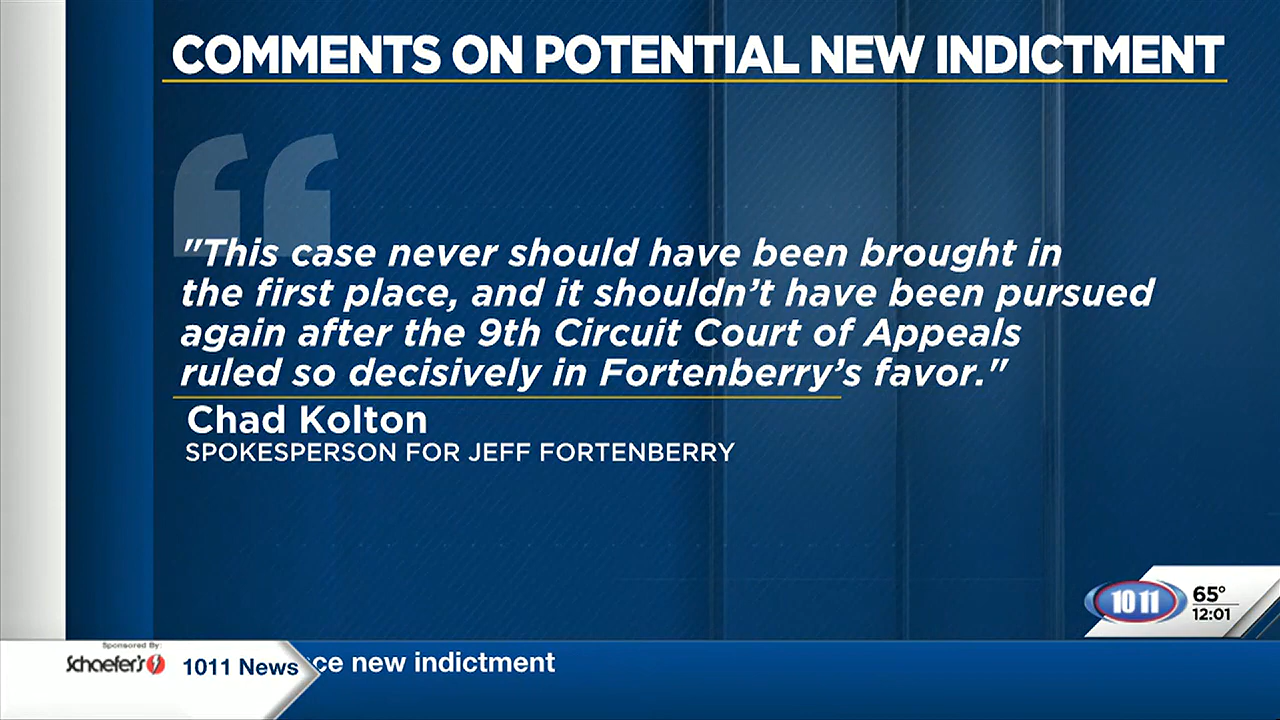 COMMENTS ON POTENTIAL NEW INDICTMENT
"This case never should have been brought in
the first place, and it shouldn’t have been pursued
again after the 9th Circuit Court of Appeals
ruled so decisively in Fortenberry’s favor."
Chad Kolton
SPOKESPERSON FOR JEFF FORTENBERRY
10 11
65°
12:01
Sponsored By:
Schaefer's
1011 News
ce new indictment